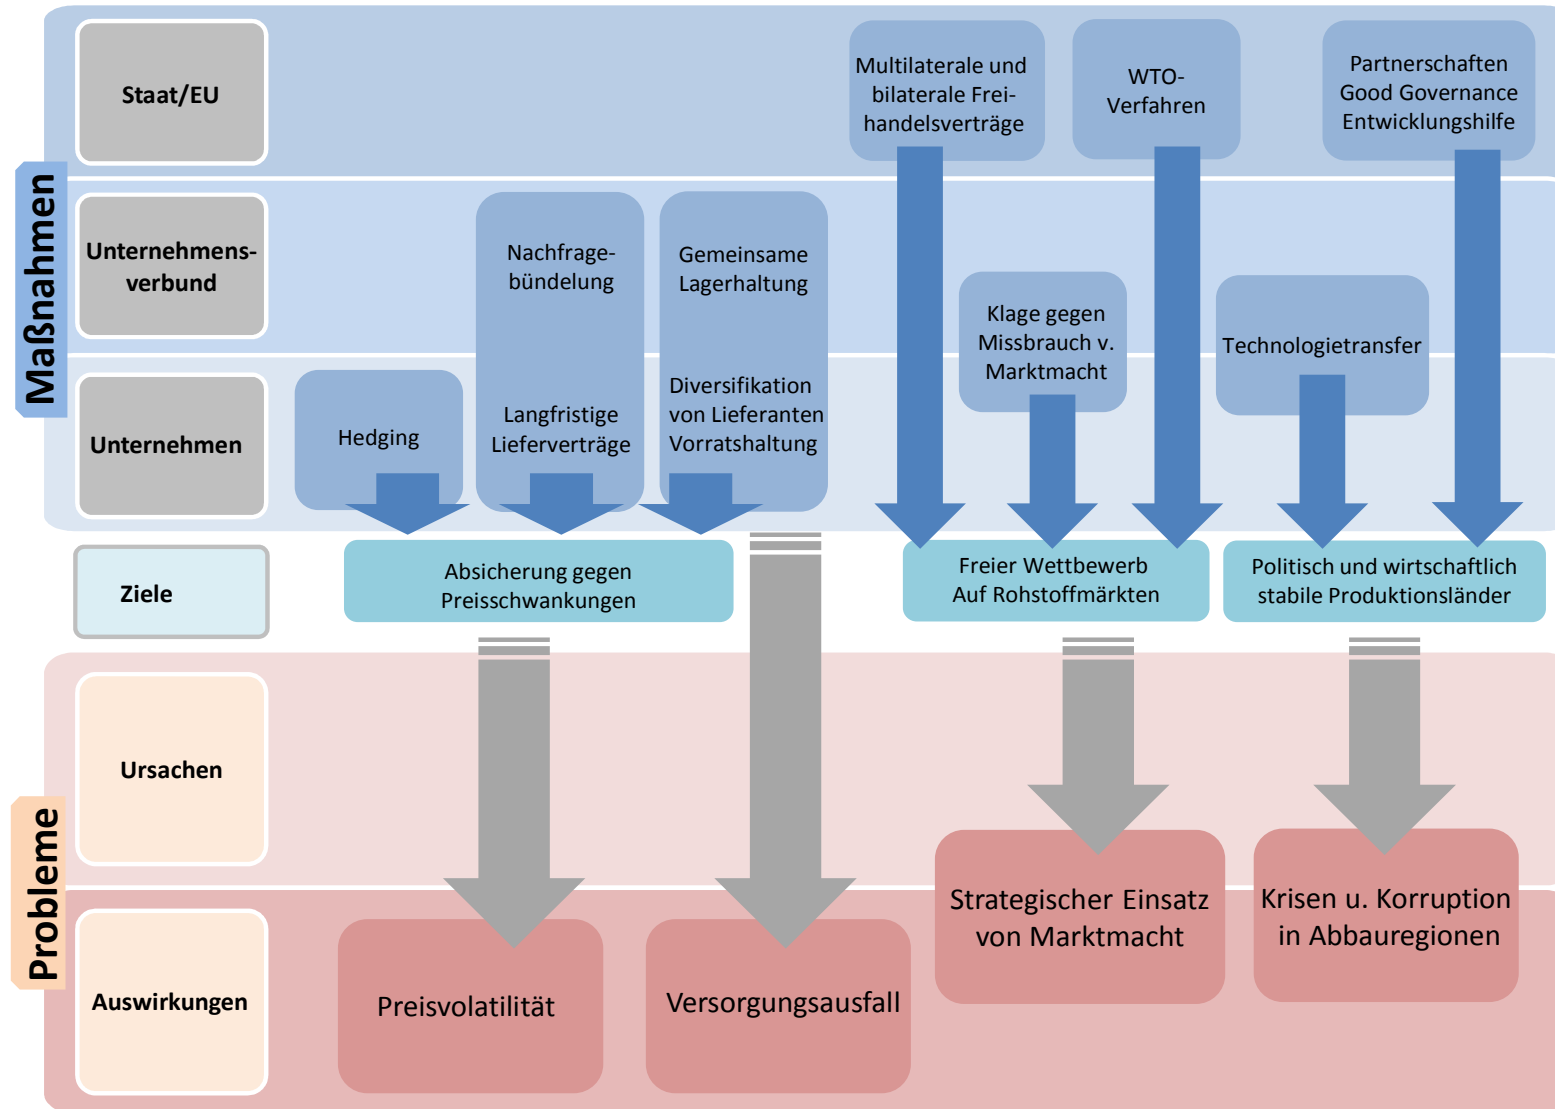 Maßnahmen
Staat/EU
Multilaterale und
bilaterale Frei-
handelsverträge
WTO-
Verfahren
Partnerschaften
Good Governance
Entwicklungshilfe
Unternehmens-
verbund
Nachfrage-
bündelung
Gemeinsame
Lagerhaltung
Klage gegen
Missbrauch v.
Marktmacht
Technologietransfer
Unternehmen
Hedging
Langfristige
Lieferverträge
Diversifikation
von Lieferanten
Vorratshaltung
Ziele
Absicherung gegen
Preisschwankungen
Freier Wettbewerb
Auf Rohstoffmärkten
Politisch und wirtschaftlich
stabile Produktionsländer
Probleme
Ursachen
Strategischer Einsatz
von Marktmacht
Krisen u. Korruption
in Abbauregionen
Auswirkungen
Preisvolatilität
Versorgungsausfall